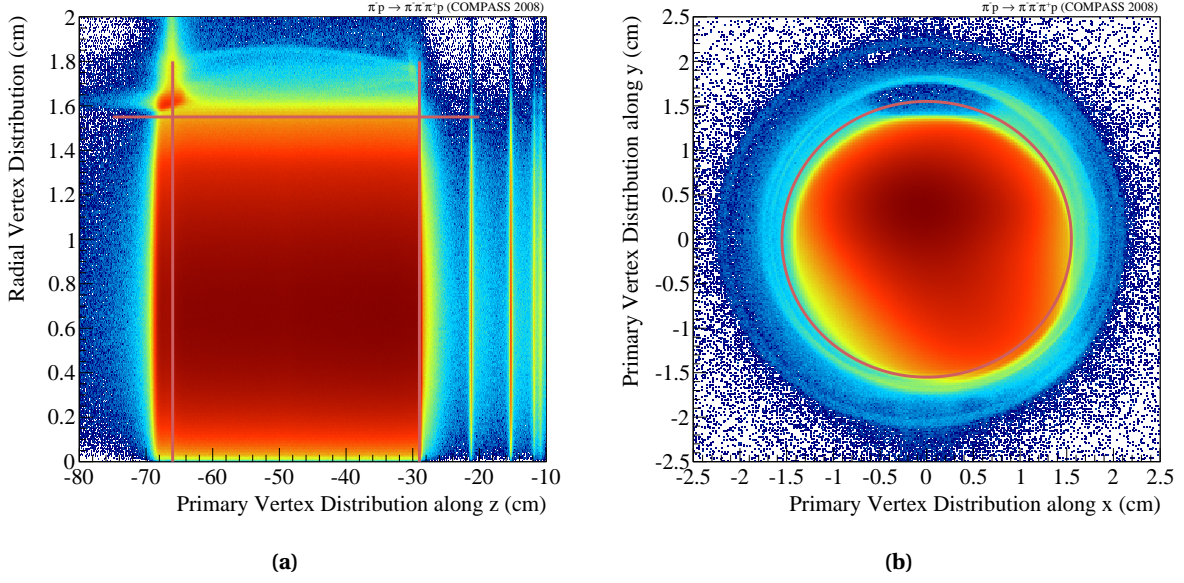 π⁻p → π⁻π⁻π⁺p (COMPASS 2008)
Radial Vertex Distribution (cm)
2
1.8
1.6
1.4
1.2
1
0.8
0.6
0.4
0.2
0
-80 -70 -60 -50 -40 -30 -20 -10
Primary Vertex Distribution along z (cm)
(a)
π⁻p → π⁻π⁻π⁺p (COMPASS 2008)
Primary Vertex Distribution along y (cm)
2.5
2
1.5
1
0.5
0
-0.5
-1
-1.5
-2
-2.5
-2.5 -2 -1.5 -1 -0.5 0 0.5 1 1.5 2 2.5
Primary Vertex Distribution along x (cm)
(b)